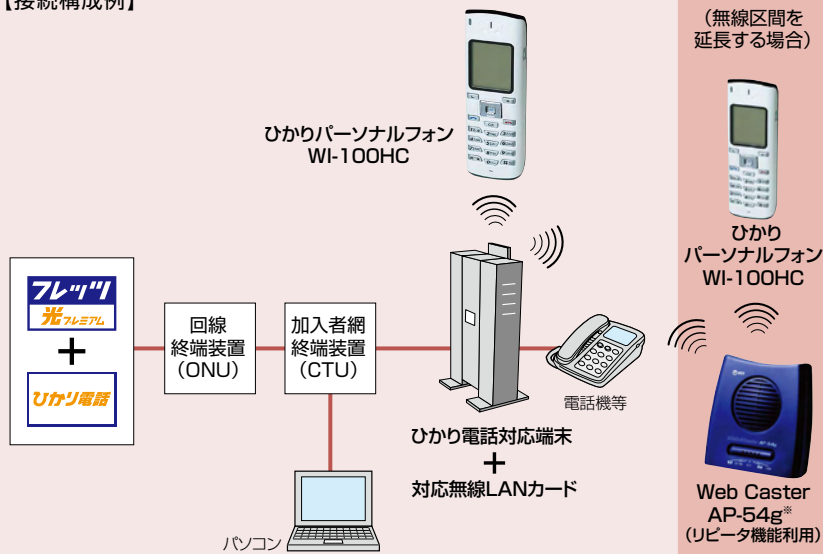 【接続構成例】
(無線区間を
延長する場合)
ひかりパーソナルフォン
WI-100HC
ひかり
パーソナルフォン
WI-100HC
フレッツ
光プレミアム
+
ひかり電話
回線
終端装置
(ONU)
加入者網
終端装置
(CTU)
電話機等
ひかり電話対応端末
+
対応無線LANカード
パソコン
Web Caster
AP-54g※
(リピータ機能利用)